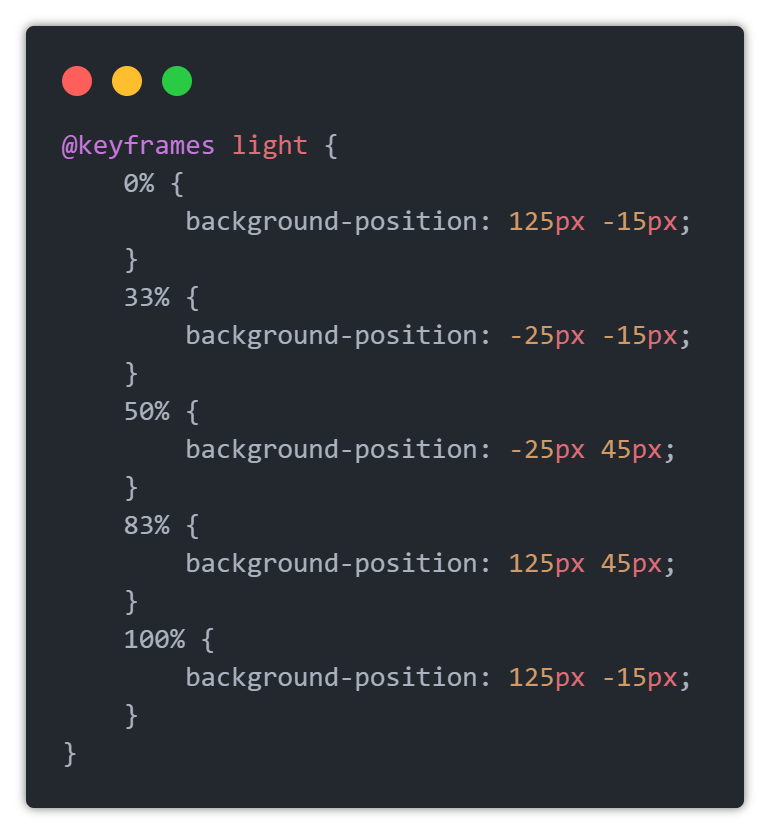 @keyframes light {
    0% {
        background-position: 125px -15px;
    }
    33% {
        background-position: -25px -15px;
    }
    50% {
        background-position: -25px 45px;
    }
    83% {
        background-position: 125px 45px;
    }
    100% {
        background-position: 125px -15px;
    }
}